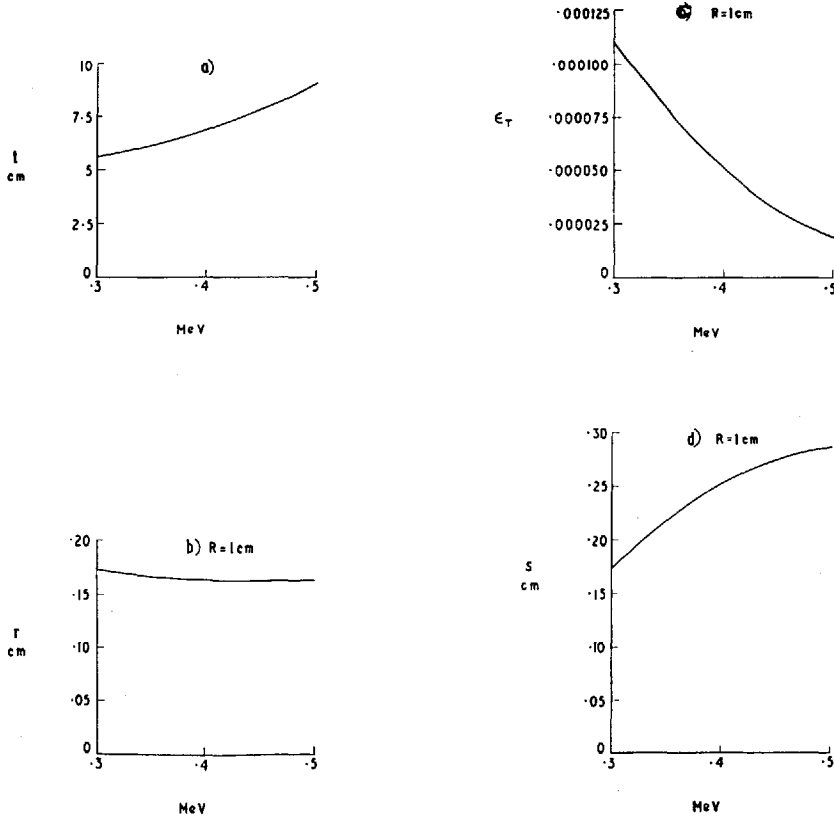 a)
10
7·5
5
2·5
0
t
cm
·3
·4
·5
MeV
R=1cm
·000125
·000100
·000075
·000050
·000025
0
ϵT
·3
·4
·5
MeV
b) R=1cm
·20
·15
·10
·05
0
r
cm
·3
·4
·5
MeV
d) R=1cm
·30
·25
·20
·15
·10
·05
0
s
cm
·3
·4
·5
MeV